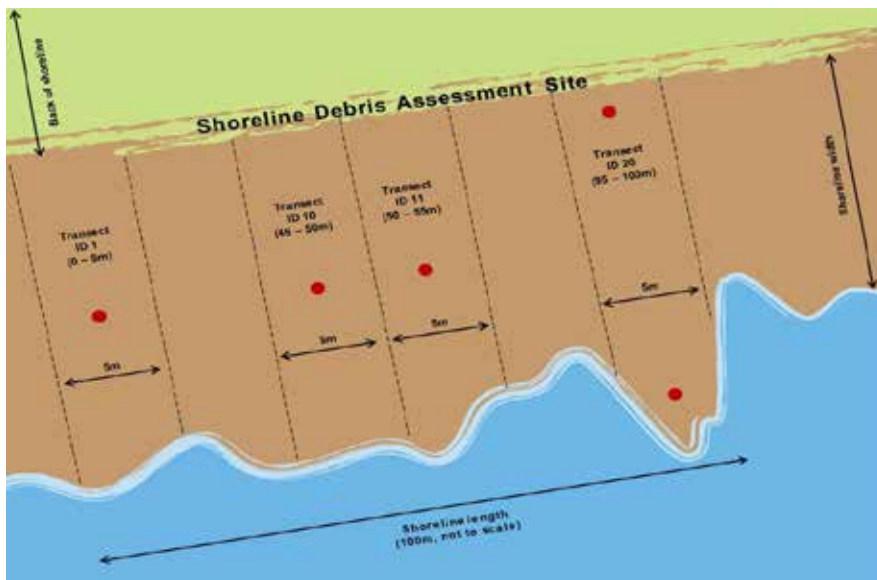 Back of shoreline
Shoreline Debris Assessment Site
Transect
ID 1
(0 – 5m)
Transect
ID 10
(45 – 50m)
Transect
ID 11
(50 – 55m)
Transect
ID 20
(95 – 100m)
Shoreline width
5m
5m
5m
5m
Shoreline length
(100m, not to scale)